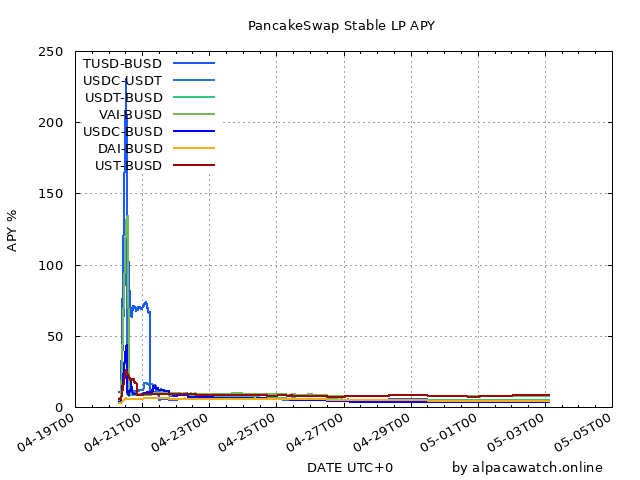 PancakeSwap Stable LP APY
APY %
250
200
150
100
50
0
TUSD-BUSD
USDC-USDT
USDT-BUSD
VAI-BUSD
USDC-BUSD
DAI-BUSD
UST-BUSD
04-19T00
04-21T00
04-23T00
04-25T00
04-27T00
04-29T00
05-01T00
05-03T00
05-05T00
DATE UTC+0
by alpacawatch.online